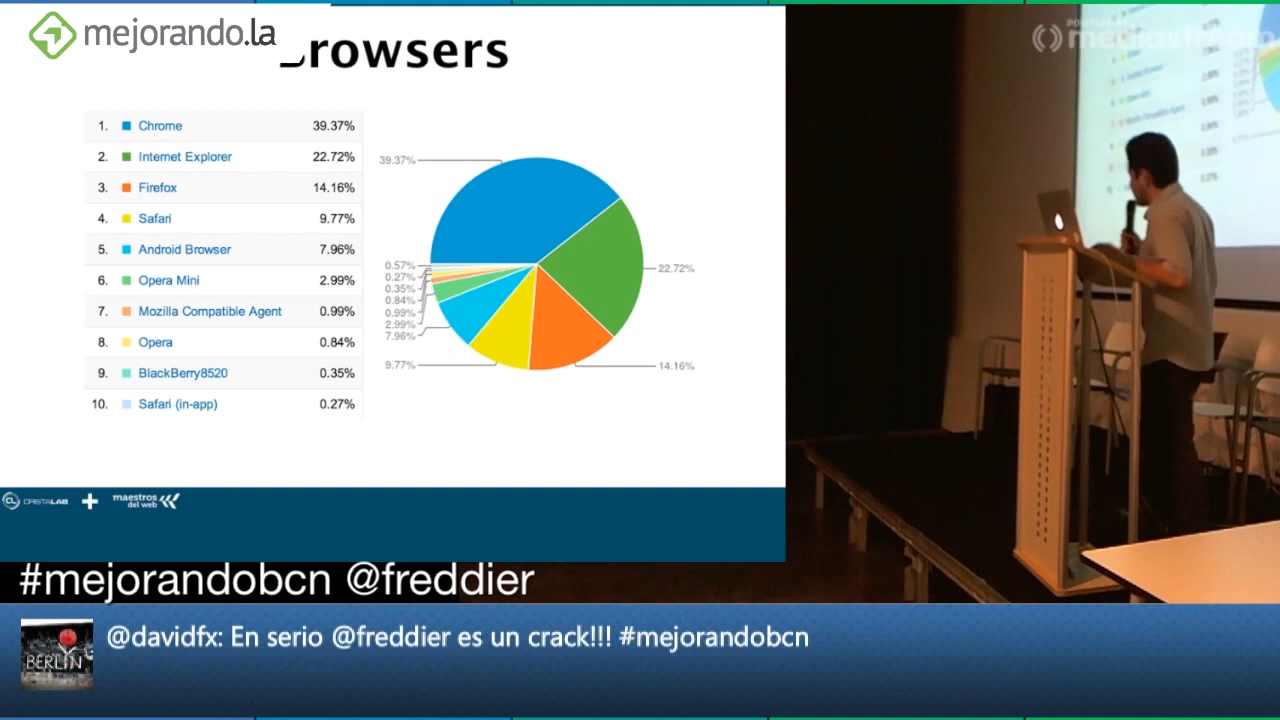 mejorando.la
Browsers
1. Chrome 39.37%
2. Internet Explorer 22.72%
3. Firefox 14.16%
4. Safari 9.77%
5. Android Browser 7.96%
6. Opera Mini 2.99%
7. Mozilla Compatible Agent 0.99%
8. Opera 0.84%
9. BlackBerry8520 0.35%
10. Safari (in-app) 0.27%
39.37%
22.72%
0.57%
0.27%
0.35%
0.84%
0.99%
2.99%
7.96%
9.77%
14.16%
POWERED BY
mediastream
CL CRISTALAB + maestros del web
#mejorandobcn @freddier
BERLIN
@davidfx: En serio @freddier es un crack!!! #mejorandobcn